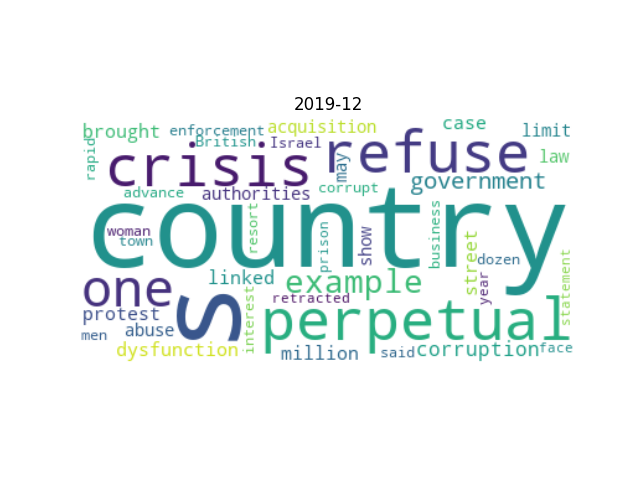 2019-12
brought
enforcement
acquisition
case
limit
rapid
British
Israel
crisis
refuse
may
law
advance
authorities
corrupt
government
country
woman
town
resort
prison
show
business
street
dozen
statement
one
s
linked
example
year
protest
interest
retracted
perpetual
men
abuse
dysfunction
million
said
corruption
face